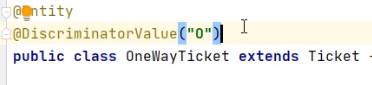 @Entity
@DiscriminatorValue("O")
public class OneWayTicket extends Ticket